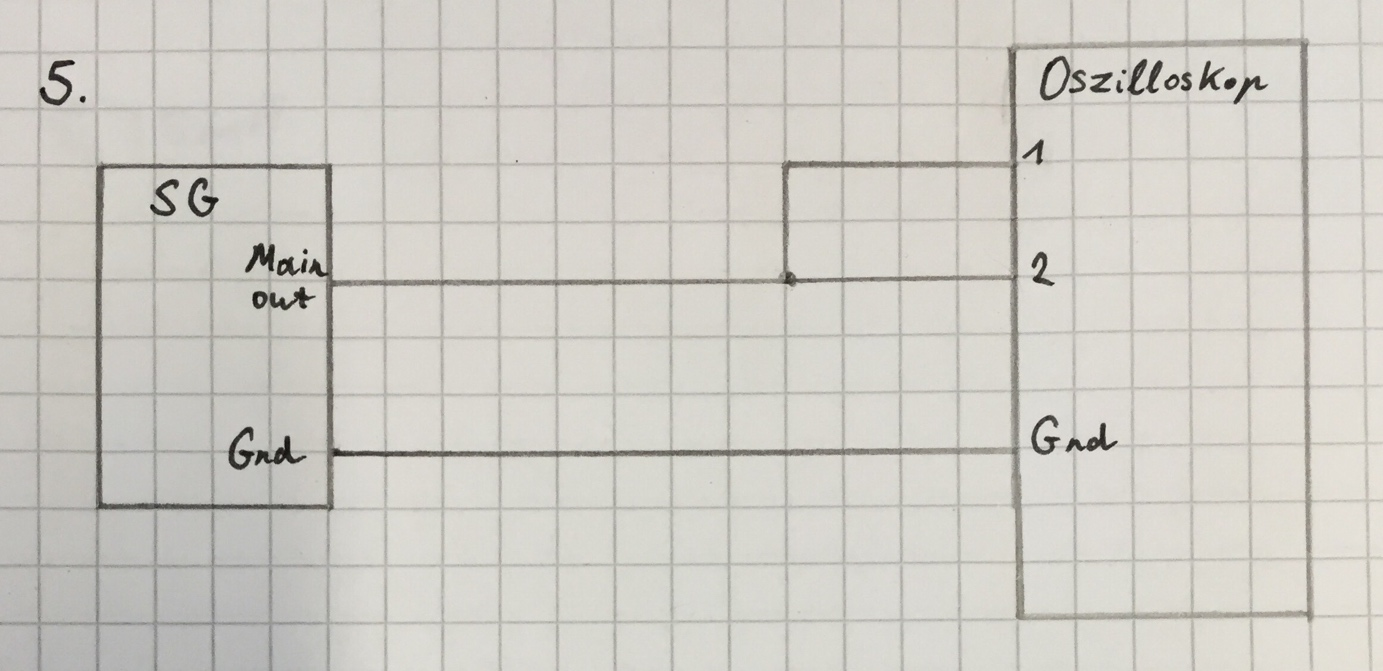 5.
Oszilloskop
1
SG
Main
out
2
Gnd
Gnd